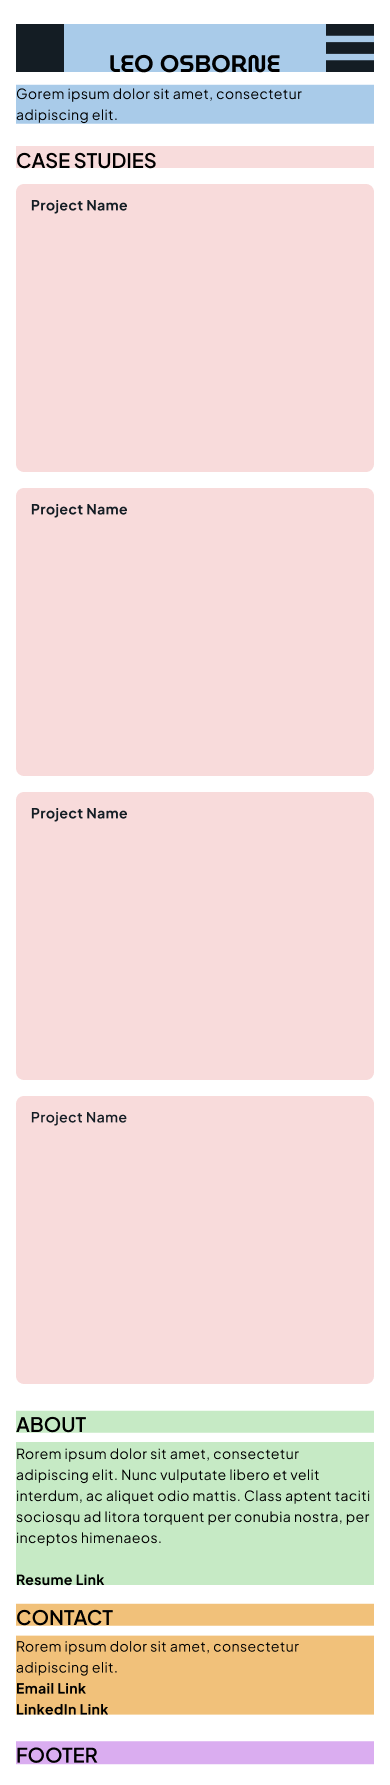 LEO OSBORNE
Gorem ipsum dolor sit amet, consectetur
adipiscing elit.
CASE STUDIES
Project Name
Project Name
Project Name
Project Name
ABOUT
Rorem ipsum dolor sit amet, consectetur
adipiscing elit. Nunc vulputate libero et velit
interdum, ac aliquet odio mattis. Class aptent taciti
sociosqu ad litora torquent per conubia nostra, per
inceptos himenaeos.
Resume Link
CONTACT
Rorem ipsum dolor sit amet, consectetur
adipiscing elit.
Email Link
LinkedIn Link
FOOTER